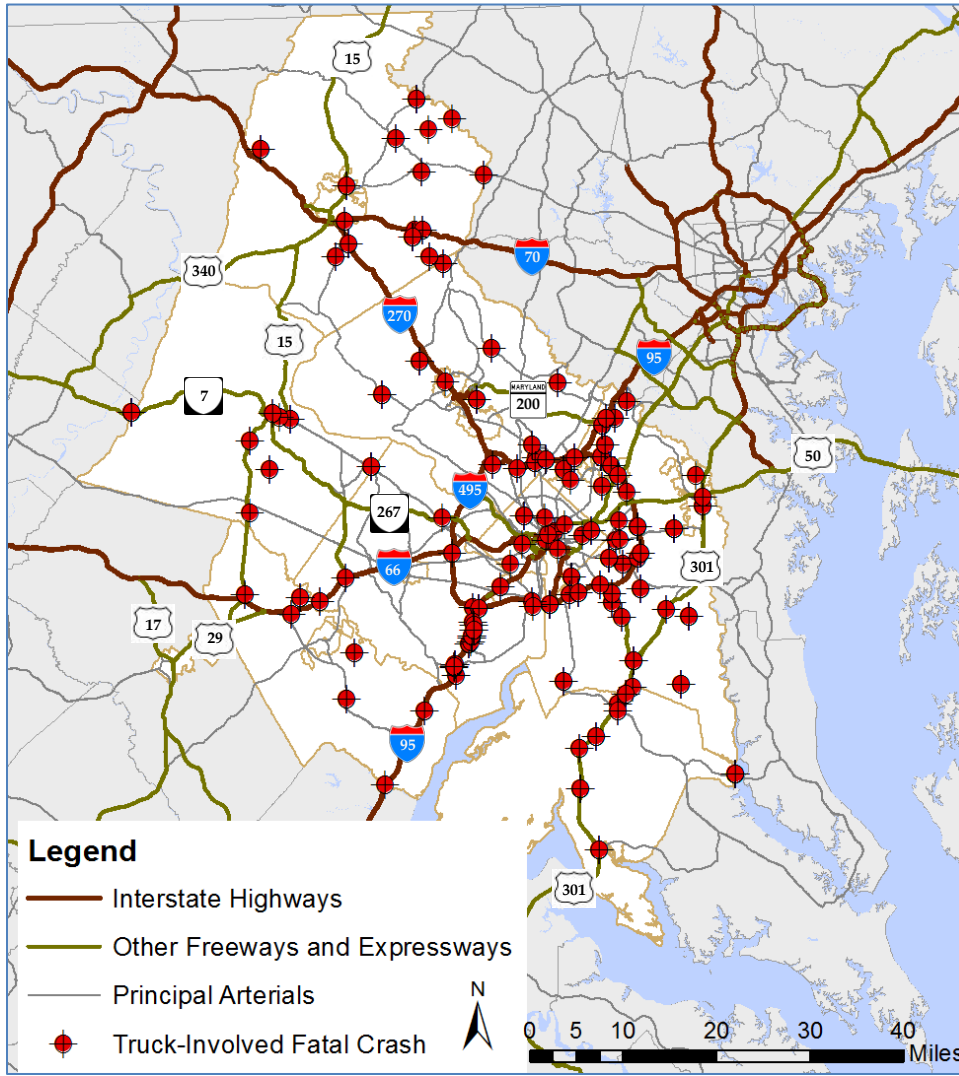 15
340
70
270
15
95
7
MARYLAND
200
50
495
267
301
66
17
29
95
301
Legend
Interstate Highways
Other Freeways and Expressways
Principal Arterials
Truck-Involved Fatal Crash
N
0 5 10 20 30 40
Miles